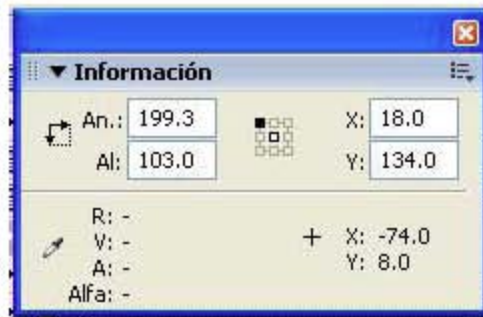 Información
An.: 199.3 X: 18.0
Al: 103.0 Y: 134.0
R: -
V: - X: -74.0
A: - Y: 8.0
Alfa: -